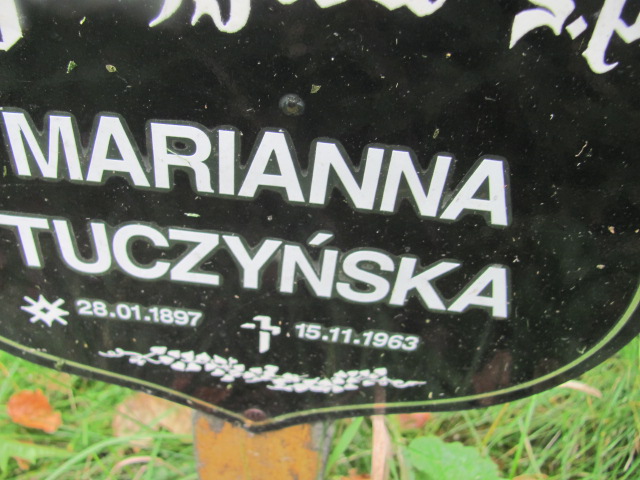 s.p
MARIANNA
TUCZYŃSKA
28.01.1897 15.11.1963